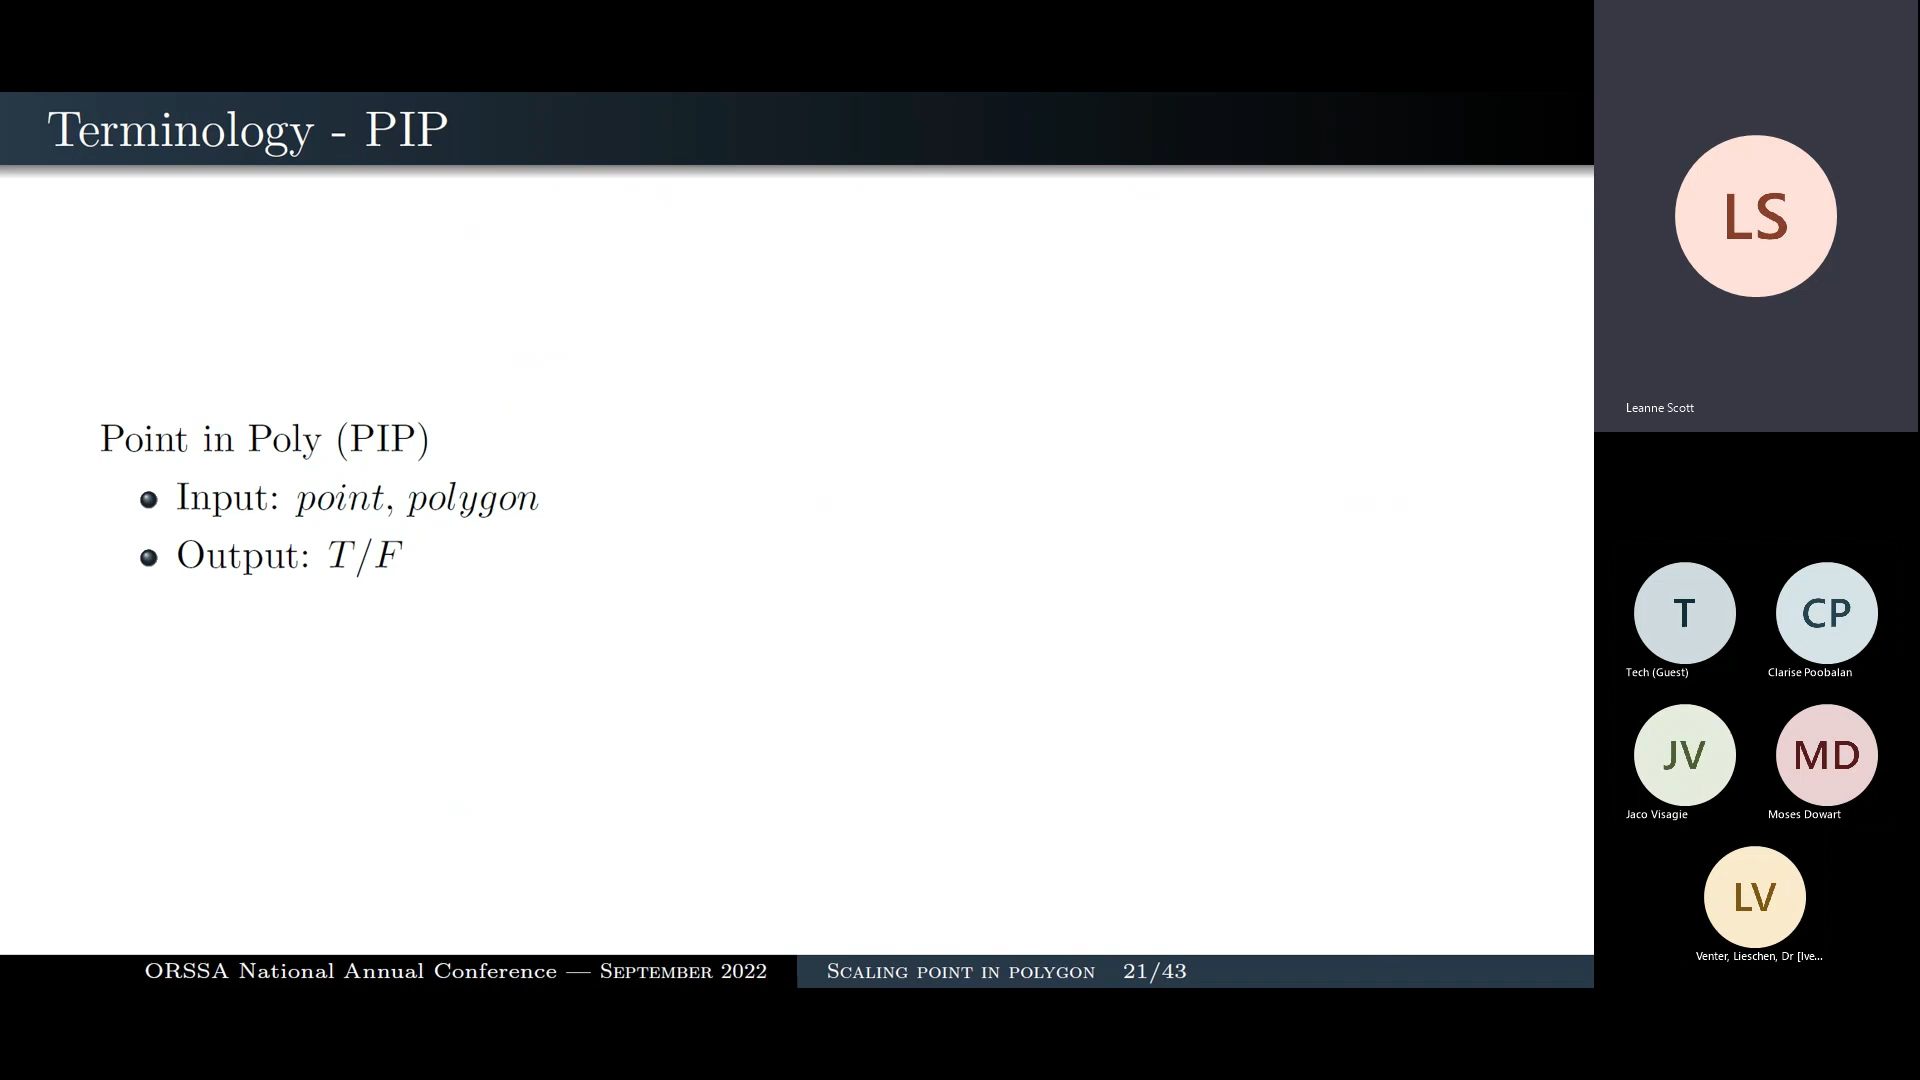 Terminology - PIP
Point in Poly (PIP)
Input: point, polygon
Output: T/F
ORSSA National Annual Conference — September 2022
Scaling point in polygon 21/43
LS
Leanne Scott
T
Tech (Guest)
CP
Clarise Poobalan
JV
Jaco Visagie
MD
Moses Dowart
LV
Venter, Lieschen, Dr [lve...